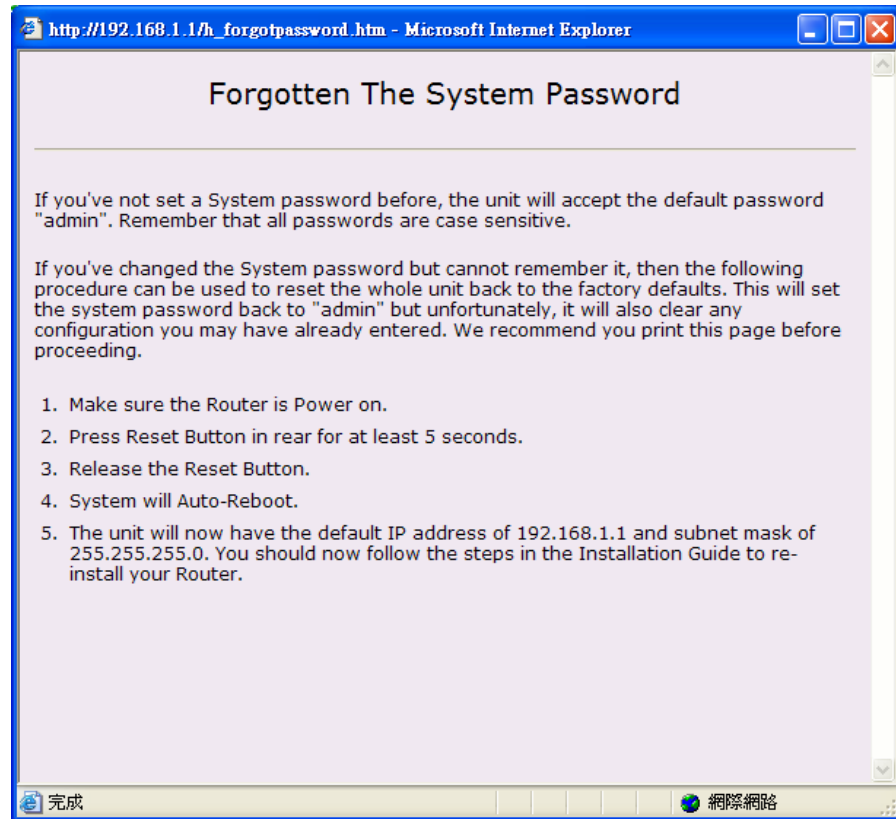 http://192.168.1.1/h_forgotpassword.htm - Microsoft Internet Explorer
Forgotten The System Password
If you've not set a System password before, the unit will accept the default password
"admin". Remember that all passwords are case sensitive.
If you've changed the System password but cannot remember it, then the following
procedure can be used to reset the whole unit back to the factory defaults. This will set
the system password back to "admin" but unfortunately, it will also clear any
configuration you may have already entered. We recommend you print this page before
proceeding.
1. Make sure the Router is Power on.
2. Press Reset Button in rear for at least 5 seconds.
3. Release the Reset Button.
4. System will Auto-Reboot.
5. The unit will now have the default IP address of 192.168.1.1 and subnet mask of
255.255.255.0. You should now follow the steps in the Installation Guide to re-
install your Router.
完成
網際網路